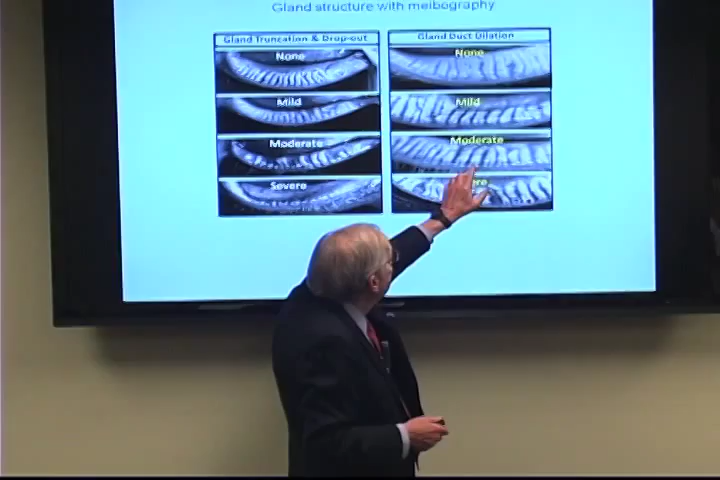 Gland structure with meibography
Gland Truncation & Drop-out
None
Mild
Moderate
Severe
Gland Duct Dilation
None
Mild
Moderate